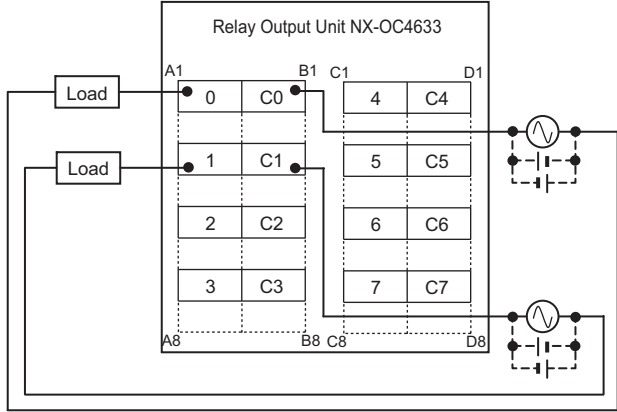 Relay Output Unit NX-OC4633
A1 B1 C1 D1
Load 0 C0 4 C4
Load 1 C1 5 C5
2 C2 6 C6
3 C3 7 C7
A8 B8 C8 D8